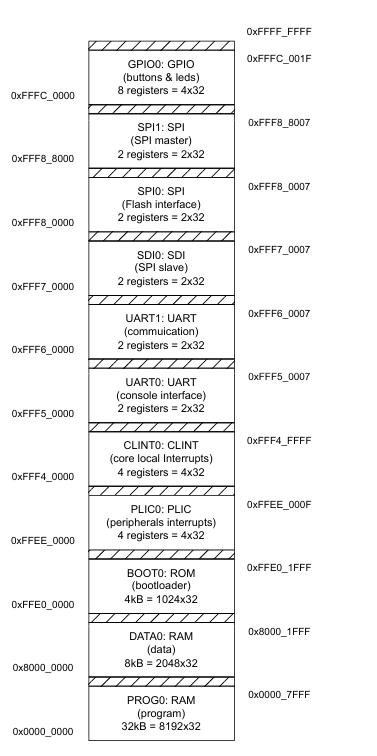 0xFFFF_FFFF
0xFFFC_001F
GPIO0: GPIO
(buttons & leds)
8 registers = 4x32
0xFFFC_0000
0xFFF8_8007
SPI1: SPI
(SPI master)
2 registers = 2x32
0xFFF8_8000
0xFFF8_0007
SPI0: SPI
(Flash interface)
2 registers = 2x32
0xFFF8_0000
0xFFF7_0007
SDI0: SDI
(SPI slave)
2 registers = 2x32
0xFFF7_0000
0xFFF6_0007
UART1: UART
(commuication)
2 registers = 2x32
0xFFF6_0000
0xFFF5_0007
UART0: UART
(console interface)
2 registers = 2x32
0xFFF5_0000
0xFFF4_FFFF
CLINT0: CLINT
(core local Interrupts)
4 registers = 4x32
0xFFF4_0000
0xFFEE_000F
PLIC0: PLIC
(peripherals interrupts)
4 registers = 4x32
0xFFEE_0000
0xFFE0_1FFF
BOOT0: ROM
(bootloader)
4kB = 1024x32
0xFFE0_0000
0x8000_1FFF
DATA0: RAM
(data)
8kB = 2048x32
0x8000_0000
0x0000_7FFF
PROG0: RAM
(program)
32kB = 8192x32
0x0000_0000